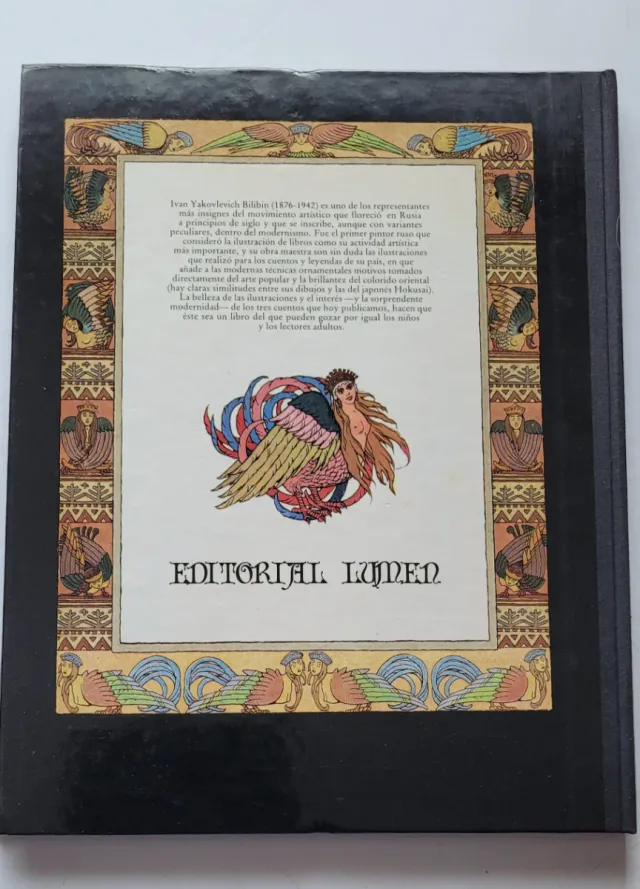 Ivan Yakovlevich Bilibin (1876-1942) es uno de los representantes
más insignes del movimiento artístico que floreció en Rusia
a principios de siglo y que se inscribe, aunque con variantes
peculiares, dentro del modernismo. Fue el primer pintor ruso que
consideró la ilustración de libros como su actividad artística
más importante, y su obra maestra son sin duda las ilustraciones
que realizó para los cuentos y leyendas de su país, en que
añade a las modernas técnicas ornamentales motivos tomados
directamente del arte popular y la brillantez del colorido oriental
(hay claras similitudes entre sus dibujos y las del japonés Hokusai).
La belleza de las ilustraciones y el interés —y la sorprendente
modernidad— de los tres cuentos que hoy publicamos, hacen que
éste sea un libro del que pueden gozar por igual los niños
y los lectores adultos.
EDITORIAL LUMEN